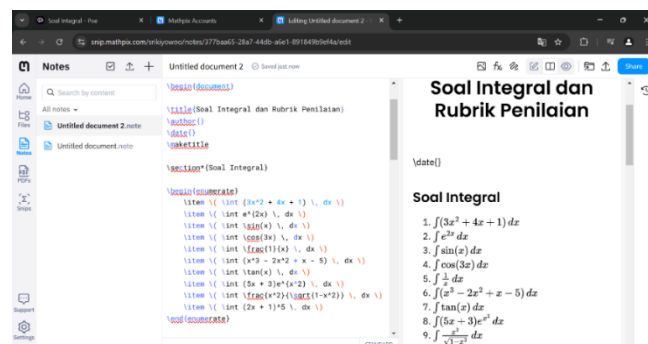 Soal Integral - Poe
Mathpix Accounts
Editing Untitled document 2 -
snip.mathpix.com/snkiyowoo/notes/377baa65-28a7-44db-a6e1-891849b9ef4a/edit
Notes
Untitled document 2
Saved just now
Share
Home
Files
Notes
PDFs
Snips
Support
Settings
Search by content
All notes
Untitled document 2.note
Untitled document.note
\begin{document}
\title{Soal Integral dan Rubrik Penilaian}
\author{}
\date{}
\maketitle
\section*{Soal Integral}
\begin{enumerate}
\item \( \int (3x^2 + 4x + 1) \, dx \)
\item \( \int e^{2x} \, dx \)
\item \( \int \sin(x) \, dx \)
\item \( \int \cos(3x) \, dx \)
\item \( \int \frac{1}{x} \, dx \)
\item \( \int (x^3 - 2x^2 + x - 5) \, dx \)
\item \( \int \tan(x) \, dx \)
\item \( \int (5x + 3)e^{x^2} \, dx \)
\item \( \int \frac{x^2}{\sqrt{1-x^2}} \, dx \)
\item \( \int (2x + 1)^5 \, dx \)
\end{enumerate}
Soal Integral dan
Rubrik Penilaian
\date{}
Soal Integral
1. ∫(3x² + 4x + 1) dx
2. ∫ e²ˣ dx
3. ∫ sin(x) dx
4. ∫ cos(3x) dx
5. ∫ 1/x dx
6. ∫(x³ − 2x² + x − 5) dx
7. ∫ tan(x) dx
8. ∫(5x + 3)e^{x²} dx
9. ∫ x²/√(1−x²) dx